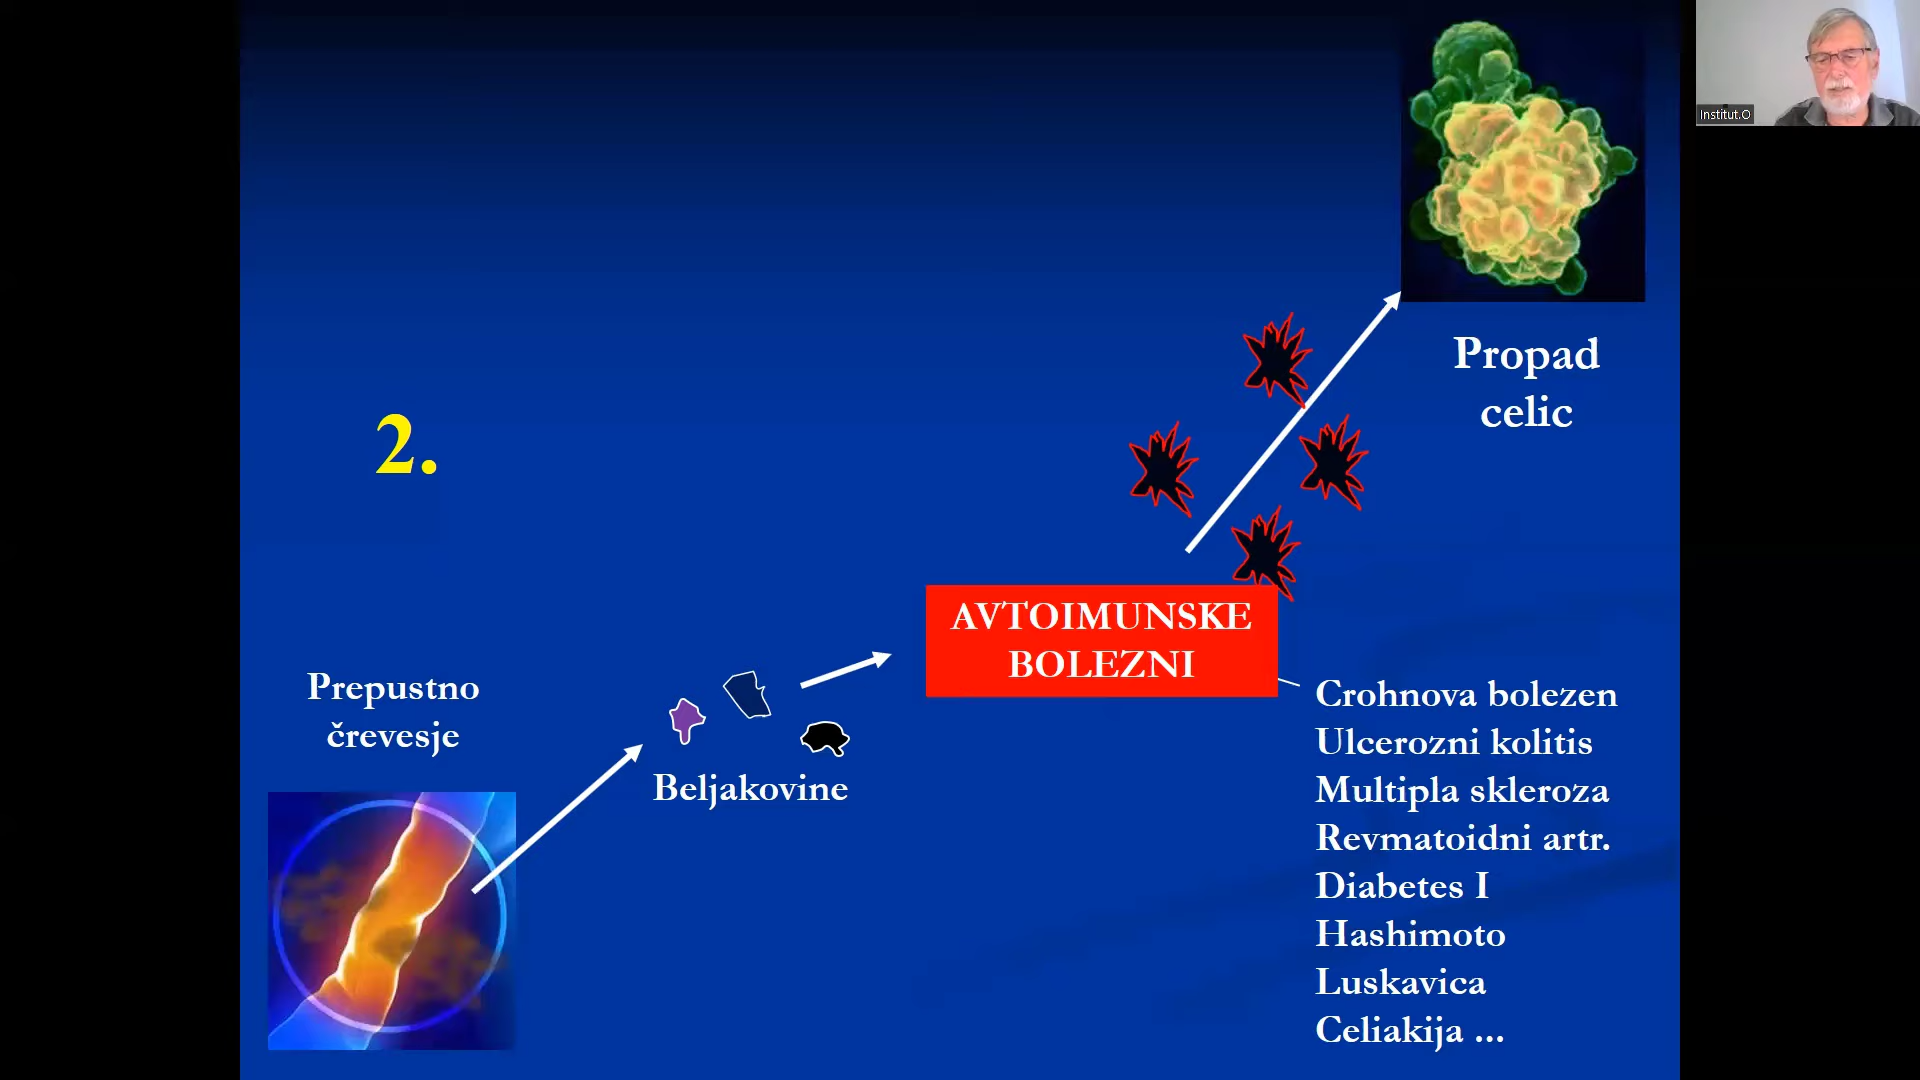 Institut.O
Propad
celic
2.
AVTOIMUNSKE
BOLEZNI
Prepustno
črevesje
Beljakovine
Crohnova bolezen
Ulcerozni kolitis
Multipla skleroza
Revmatoidni artr.
Diabetes I
Hashimoto
Luskavica
Celiakija ...